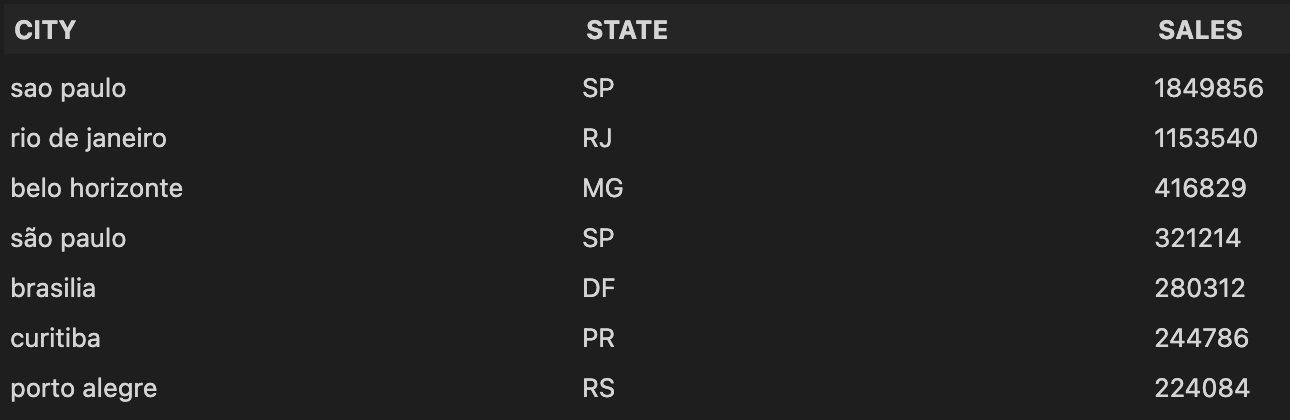 CITY STATE SALES
sao paulo SP 1849856
rio de janeiro RJ 1153540
belo horizonte MG 416829
são paulo SP 321214
brasilia DF 280312
curitiba PR 244786
porto alegre RS 224084